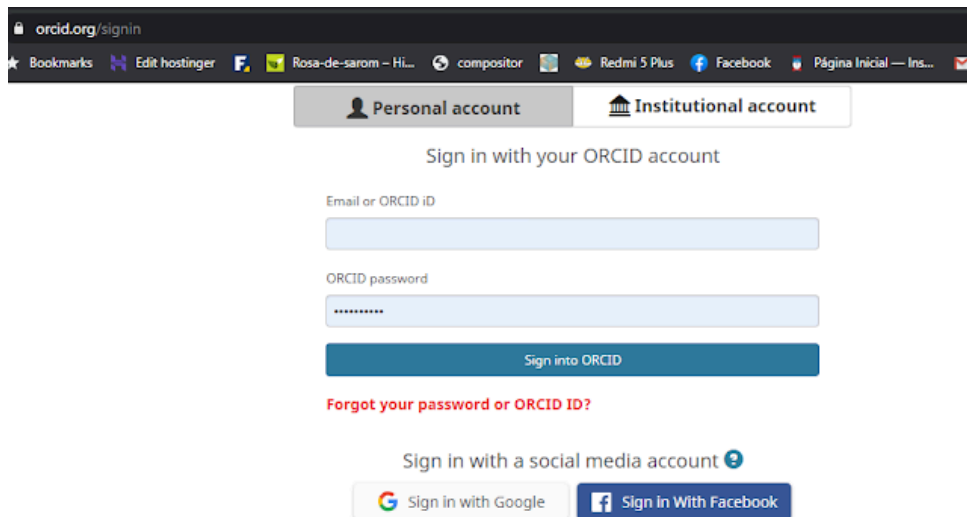 orcid.org/signin
Bookmarks Edit hostinger F. Rosa-de-sarom – Hi... compositor Redmi 5 Plus Facebook Página Inicial — Ins...
Personal account Institutional account
Sign in with your ORCID account
Email or ORCID iD
ORCID password
••••••••••
Sign into ORCID
Forgot your password or ORCID ID?
Sign in with a social media account ?
Sign in with Google Sign in With Facebook